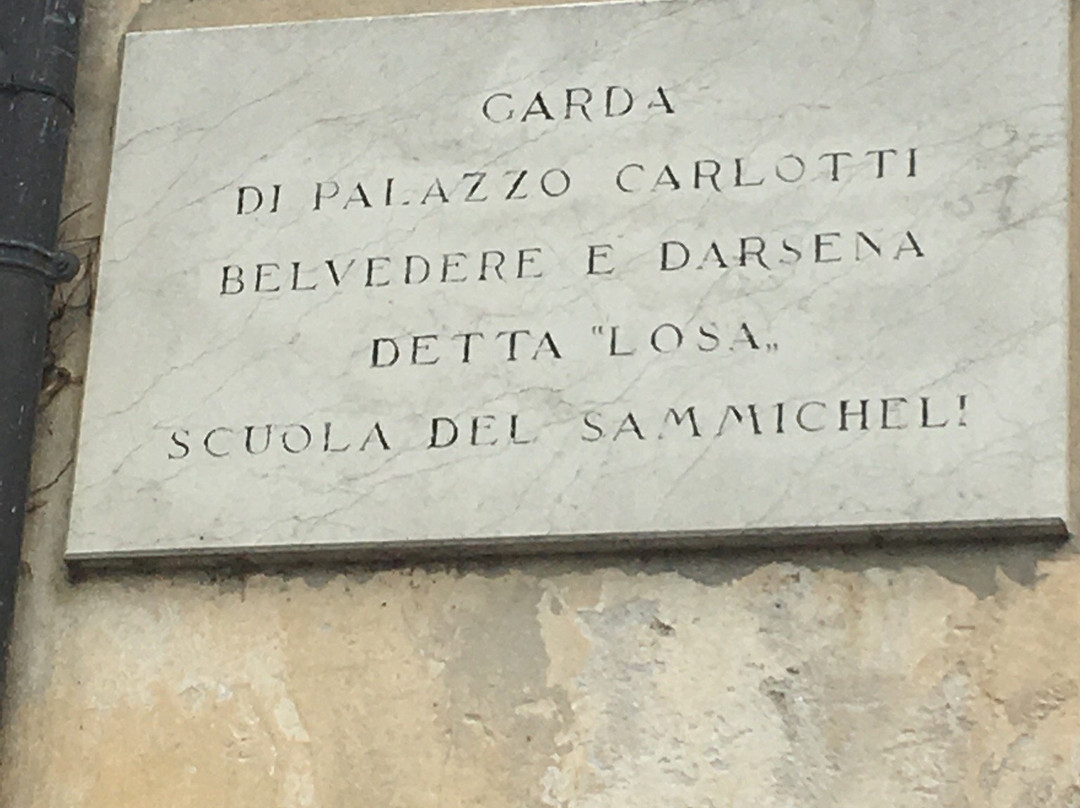 GARDA
DI PALAZZO CARLOTTI
BELVEDERE E DARSENA
DETTA "LOSA„
SCUOLA DEL SAMMICHELI